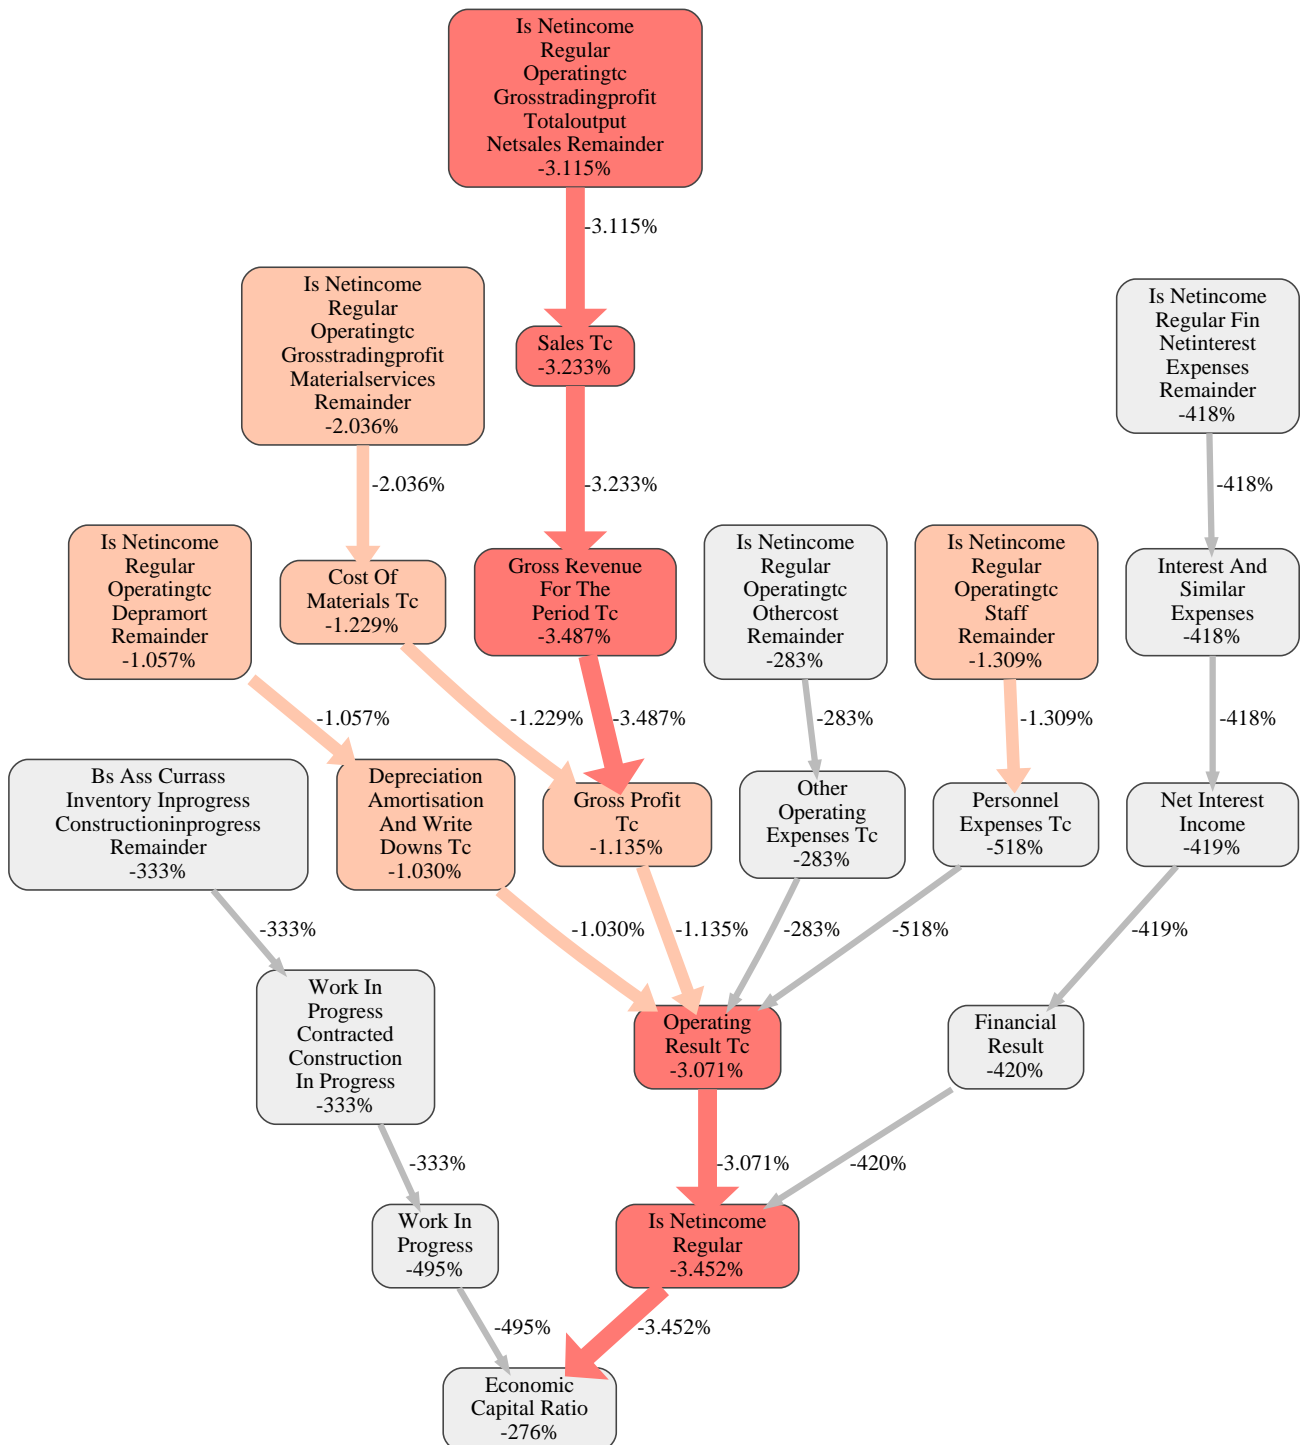 Is Netincome
Regular
Operatingtc
Grosstradingprofit
Totaloutput
Netsales Remainder
-3.115%
-3.115%
Is Netincome
Regular
Operatingtc
Grosstradingprofit
Materialservices
Remainder
-2.036%
Sales Tc
-3.233%
Is Netincome
Regular Fin
Netinterest
Expenses
Remainder
-418%
-2.036%
-3.233%
-418%
Is Netincome
Regular
Operatingtc
Depramort
Remainder
-1.057%
Cost Of
Materials Tc
-1.229%
Gross Revenue
For The
Period Tc
-3.487%
Is Netincome
Regular
Operatingtc
Othercost
Remainder
-283%
Is Netincome
Regular
Operatingtc
Staff
Remainder
-1.309%
Interest And
Similar
Expenses
-418%
-1.057%
-1.229%
-3.487%
-283%
-1.309%
-418%
Bs Ass Currass
Inventory Inprogress
Constructioninprogress
Remainder
-333%
Depreciation
Amortisation
And Write
Downs Tc
-1.030%
Gross Profit
Tc
-1.135%
Other
Operating
Expenses Tc
-283%
Personnel
Expenses Tc
-518%
Net Interest
Income
-419%
-333%
-1.030%
-1.135%
-283%
-518%
-419%
Work In
Progress
Contracted
Construction
In Progress
-333%
Operating
Result Tc
-3.071%
Financial
Result
-420%
-333%
-3.071%
-420%
Work In
Progress
-495%
Is Netincome
Regular
-3.452%
-495%
-3.452%
Economic
Capital Ratio
-276%